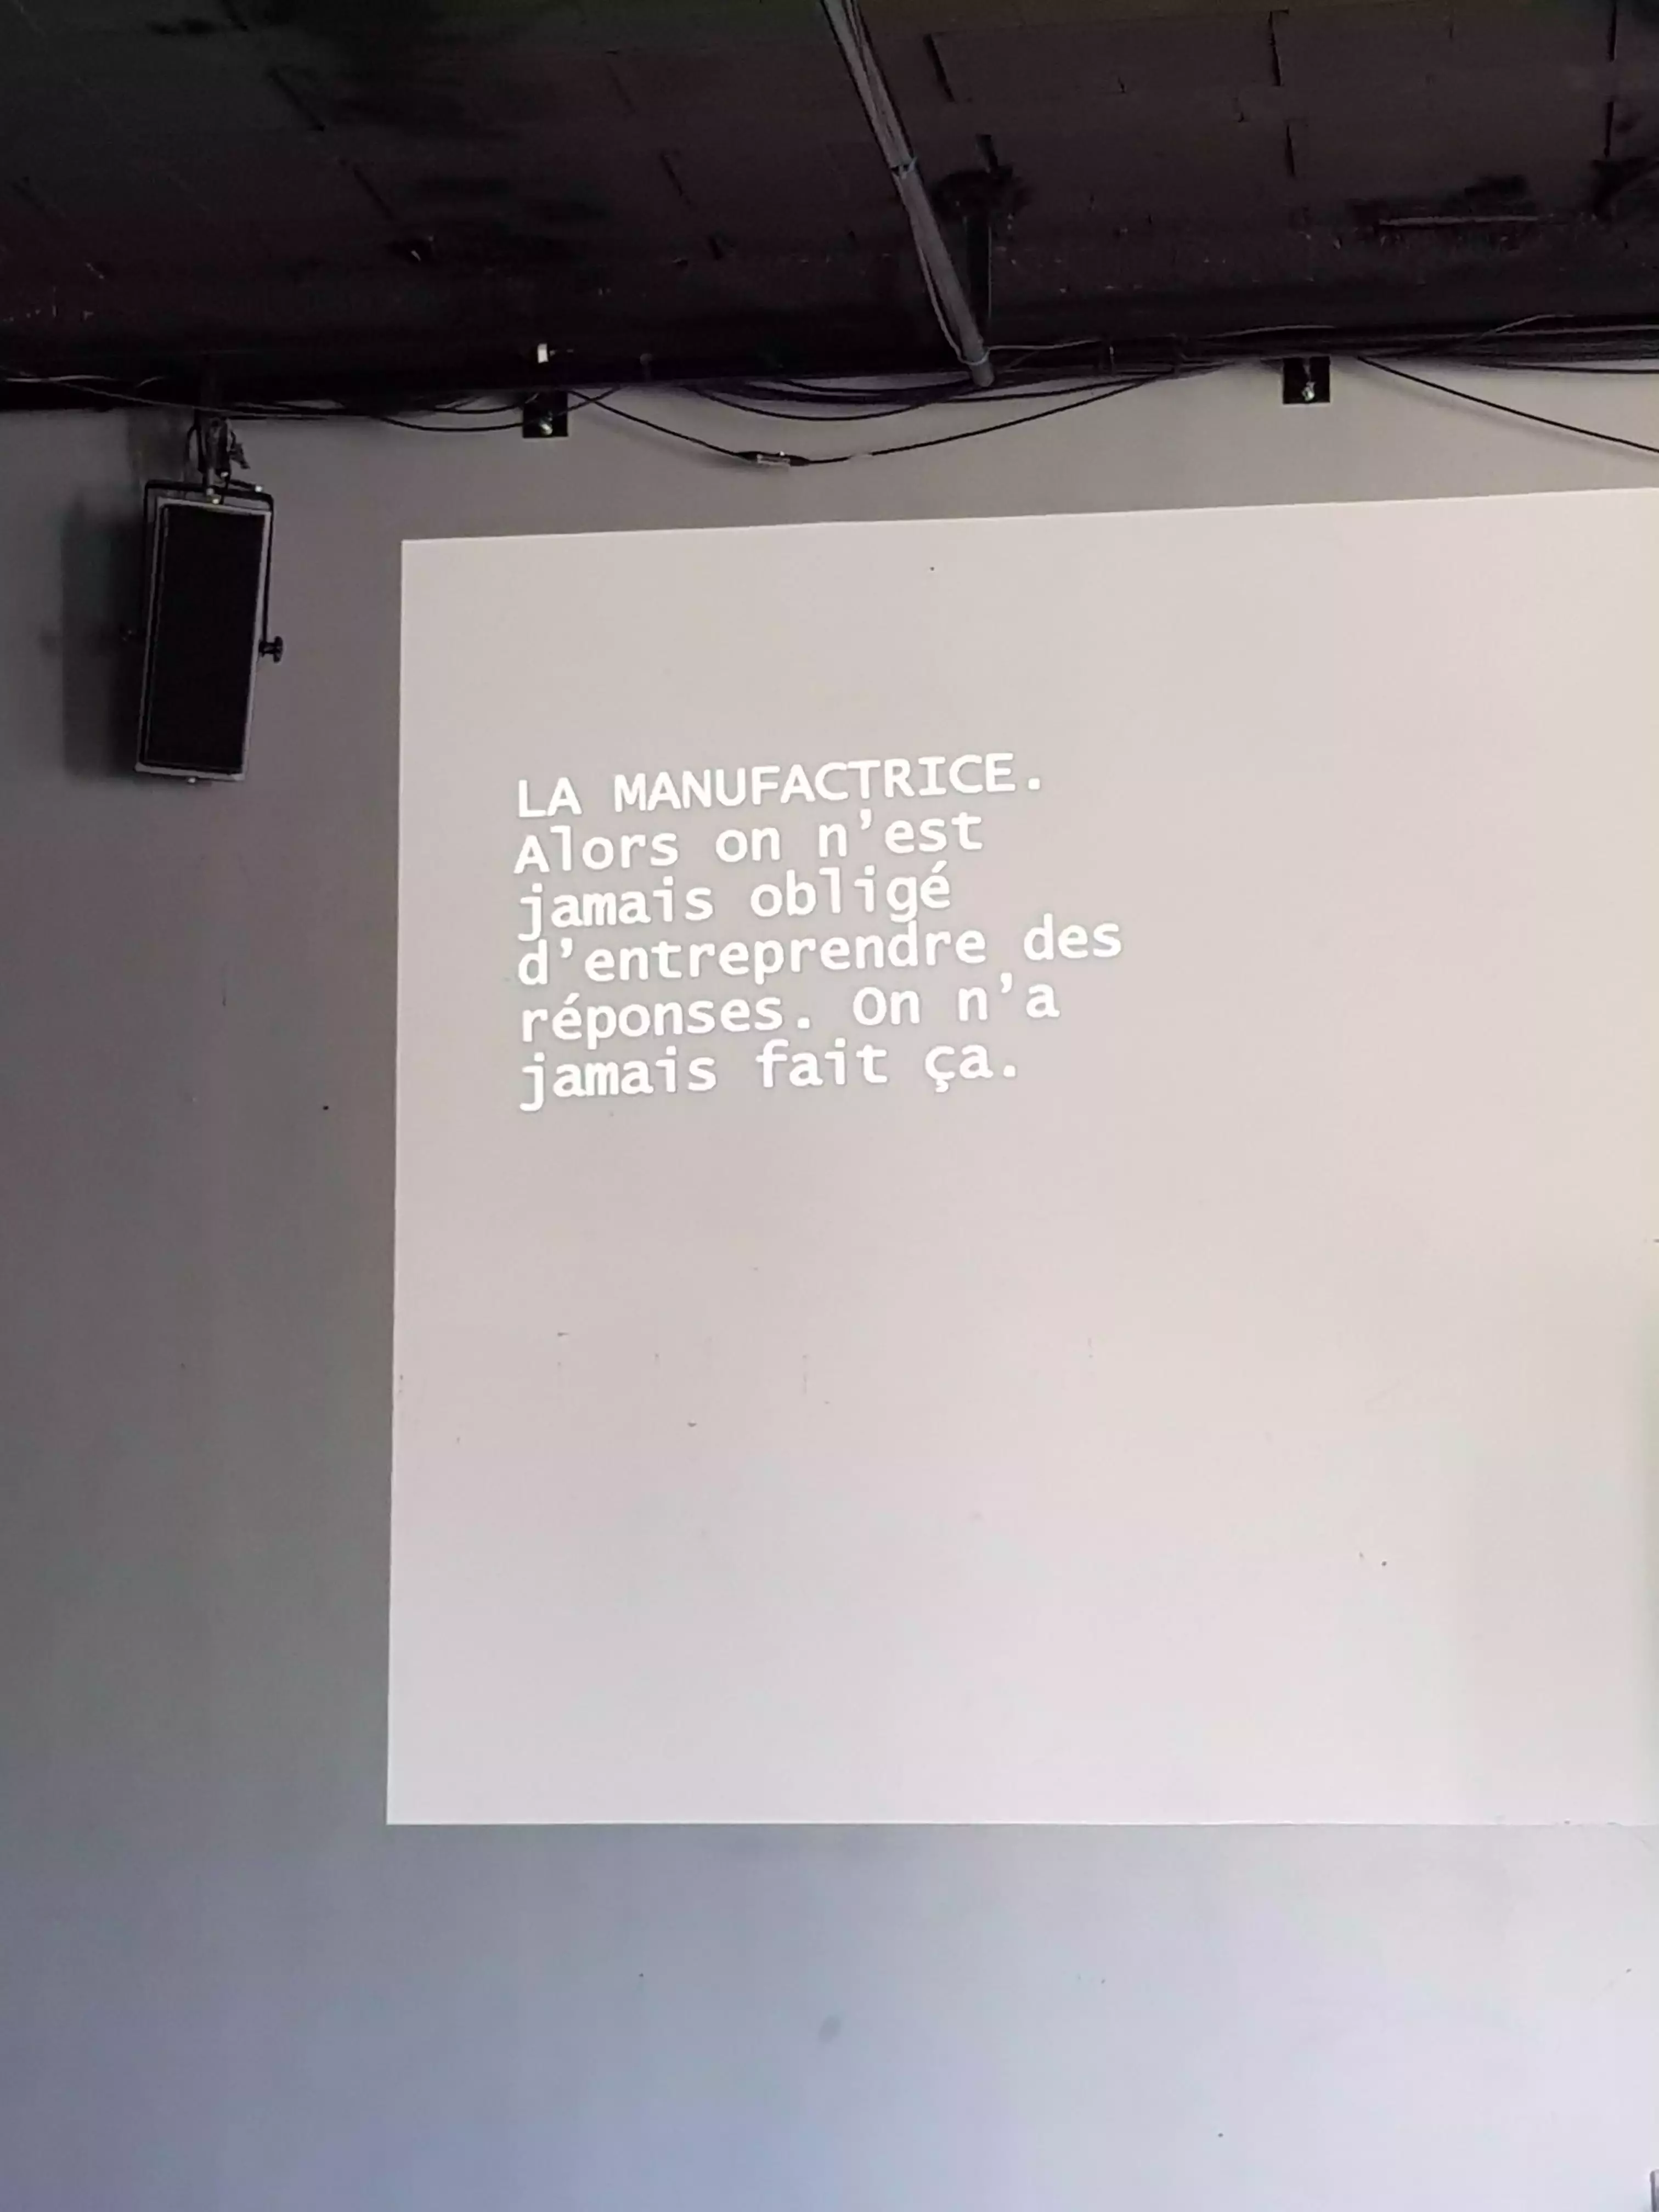 LA MANUFACTRICE.
Alors on n’est
jamais obligé
d’entreprendre des
réponses. On n’a
jamais fait ça.